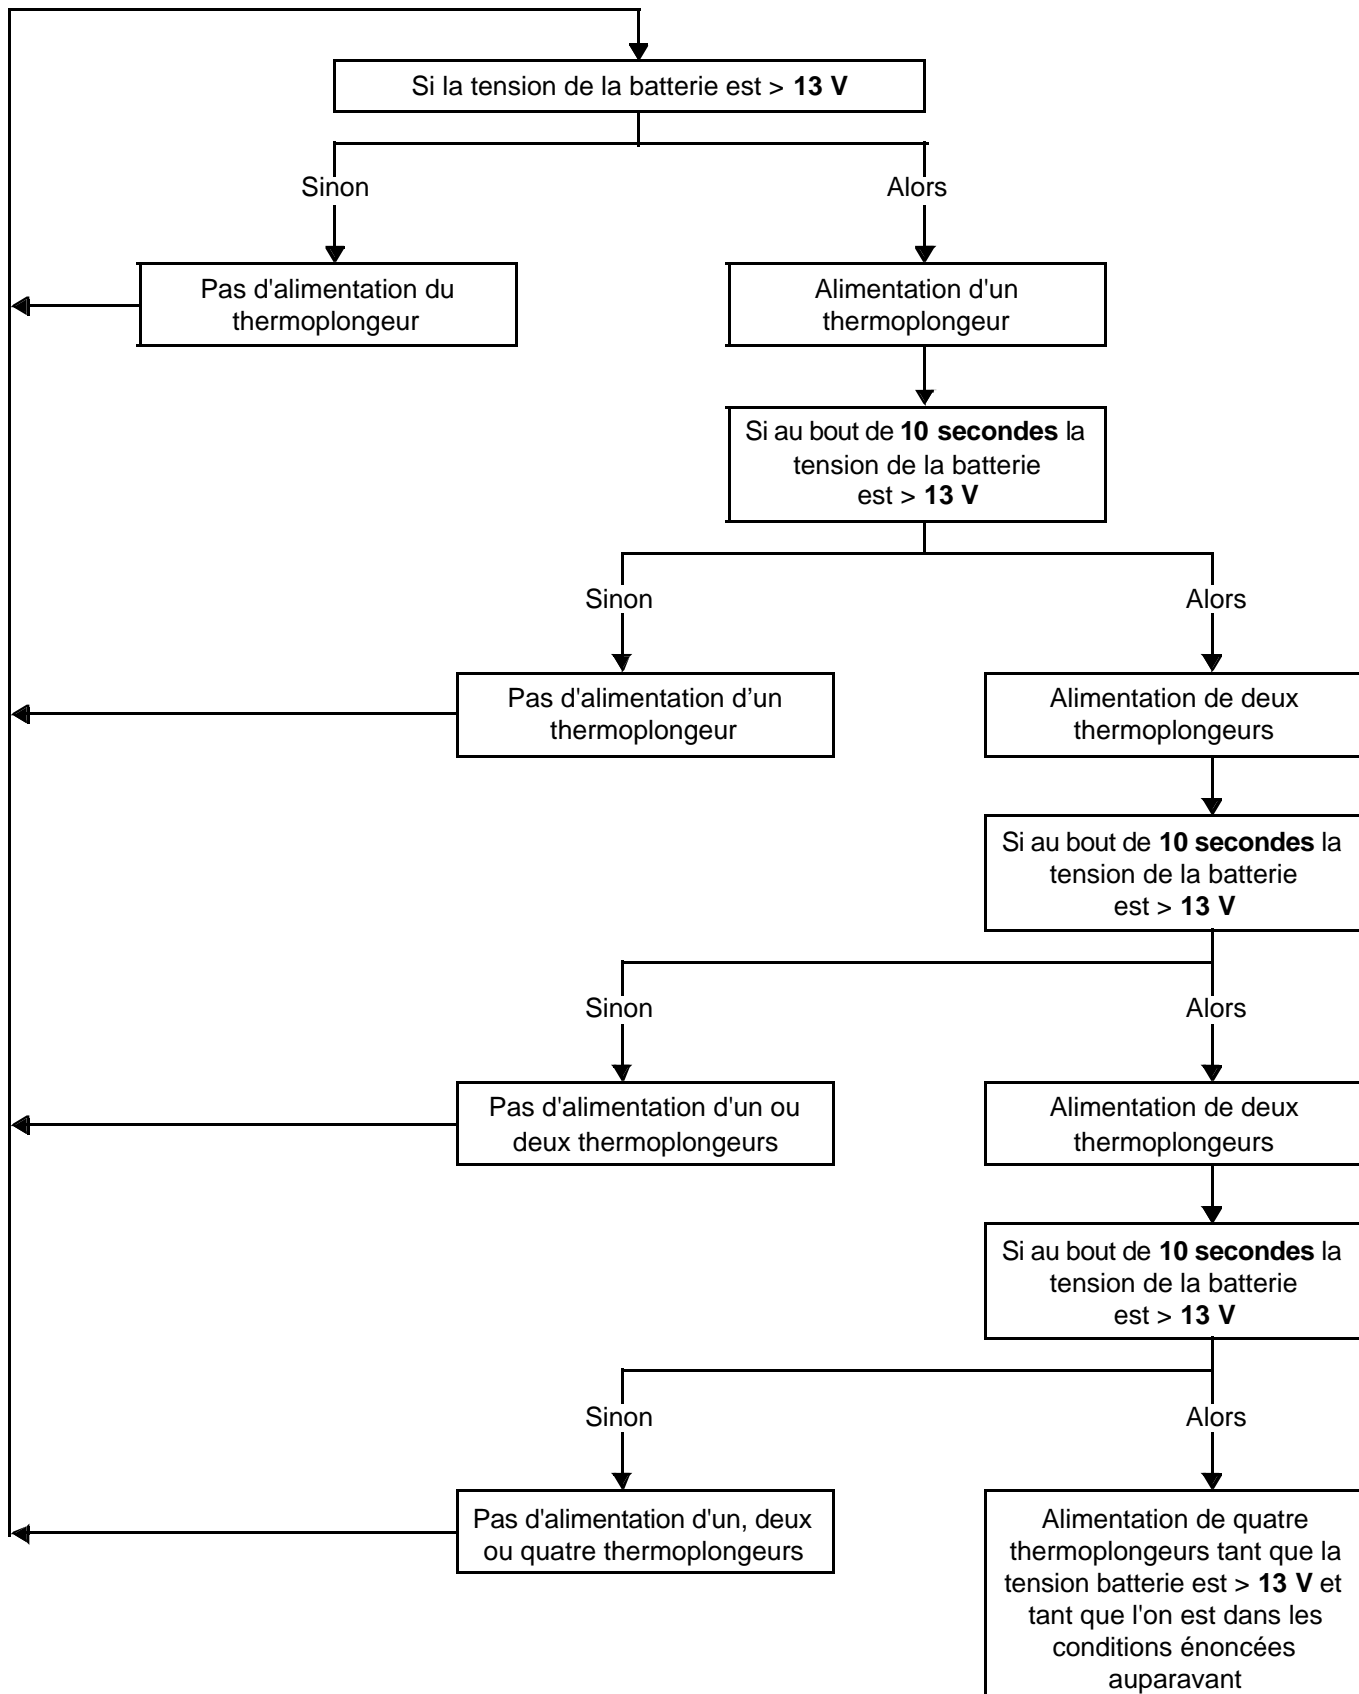 Si la tension de la batterie est > 13 V
Sinon
Alors
Pas d'alimentation du
thermoplongeur
Alimentation d'un
thermoplongeur
Si au bout de 10 secondes la
tension de la batterie
est > 13 V
Sinon
Alors
Pas d'alimentation d’un
thermoplongeur
Alimentation de deux
thermoplongeurs
Si au bout de 10 secondes la
tension de la batterie
est > 13 V
Sinon
Alors
Pas d'alimentation d'un ou
deux thermoplongeurs
Alimentation de deux
thermoplongeurs
Si au bout de 10 secondes la
tension de la batterie
est > 13 V
Sinon
Alors
Pas d'alimentation d'un, deux
ou quatre thermoplongeurs
Alimentation de quatre
thermoplongeurs tant que la
tension batterie est > 13 V et
tant que l'on est dans les
conditions énoncées
auparavant